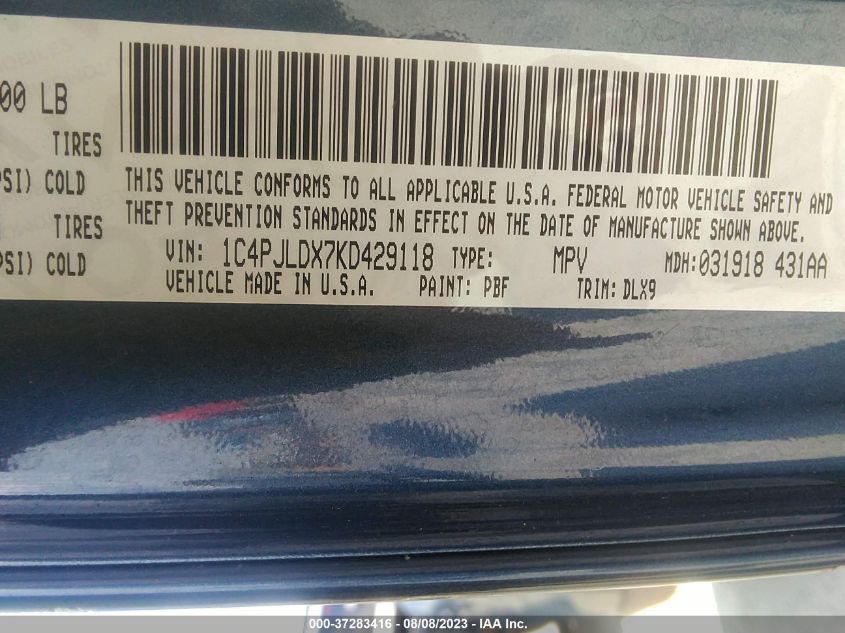 00 LB
TIRES
PSI) COLD
TIRES
PSI) COLD
THIS VEHICLE CONFORMS TO ALL APPLICABLE U.S.A. FEDERAL MOTOR VEHICLE SAFETY AND
THEFT PREVENTION STANDARDS IN EFFECT ON THE DATE OF MANUFACTURE SHOWN ABOVE.
VIN: 1C4PJLDX7KD429118 TYPE: MPV MDH: 031918 431AA
VEHICLE MADE IN U.S.A. PAINT: PBF TRIM: DLX9
000-37283416 - 08/08/2023 - IAA Inc.